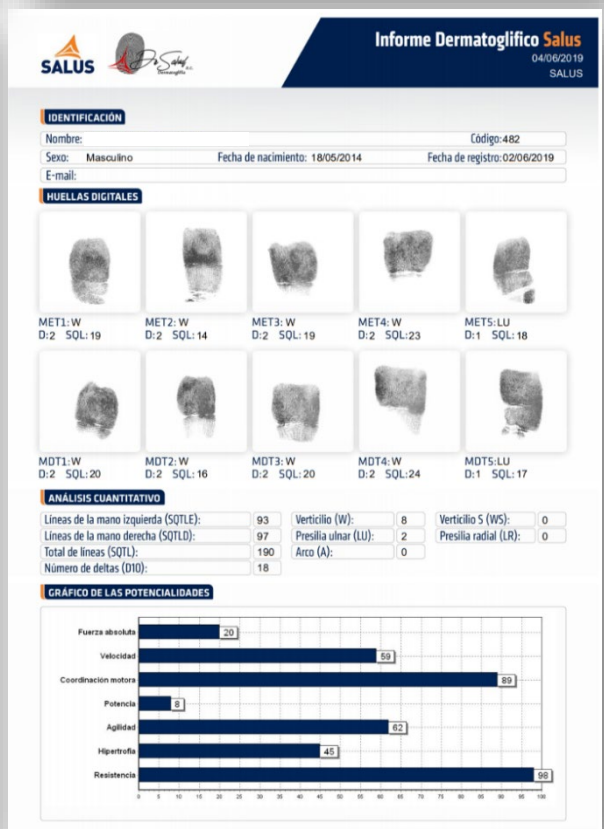 Informe Dermatoglifico Salus
04/06/2019
SALUS
SALUS
Dr Salus
Dermatoglifia
IDENTIFICACIÓN
Nombre: Código:482
Sexo: Masculino Fecha de nacimiento: 18/05/2014 Fecha de registro:02/06/2019
E-mail:
HUELLAS DIGITALES
MET1: W MET2: W MET3: W MET4: W MET5:LU
D:2 SQL:19 D:2 SQL:14 D:2 SQL:19 D:2 SQL:23 D:1 SQL:18
MDT1:W MDT2:W MDT3:W MDT4:W MDT5:LU
D:2 SQL:20 D:2 SQL:16 D:2 SQL:20 D:2 SQL:24 D:1 SQL:17
ANÁLISIS CUANTITATIVO
Líneas de la mano izquierda (SQTLE): 93 Verticilio (W): 8 Verticilio S (WS): 0
Líneas de la mano derecha (SQTLD): 97 Presilia ulnar (LU): 2 Presilia radial (LR): 0
Total de líneas (SQTL): 190 Arco (A): 0
Número de deltas (D10): 18
GRÁFICO DE LAS POTENCIALIDADES
Fuerza absoluta 20
Velocidad 59
Coordinacion motora 89
Potencia 8
Agilidad 62
Hipertrofia 45
Resistencia 98
0 5 10 15 20 25 30 35 40 45 50 55 60 65 70 75 80 85 90 95 100